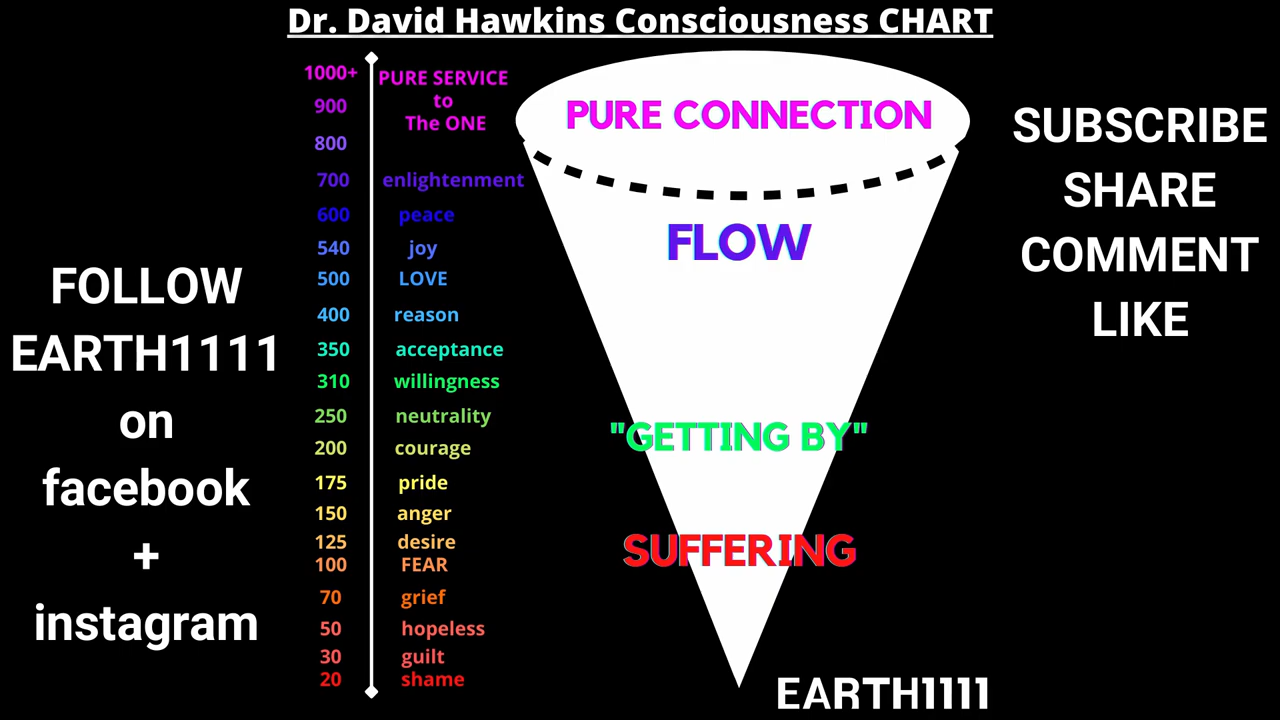 Dr. David Hawkins Consciousness CHART
FOLLOW
EARTH1111
on
facebook
+
instagram
1000+
PURE SERVICE
to
900
The ONE
800
700 enlightenment
600 peace
540 joy
500 LOVE
400 reason
350 acceptance
310 willingness
250 neutrality
200 courage
175 pride
150 anger
125 desire
100 FEAR
70 grief
50 hopeless
30 guilt
20 shame
PURE CONNECTION
FLOW
"GETTING BY"
SUFFERING
SUBSCRIBE
SHARE
COMMENT
LIKE
EARTH1111